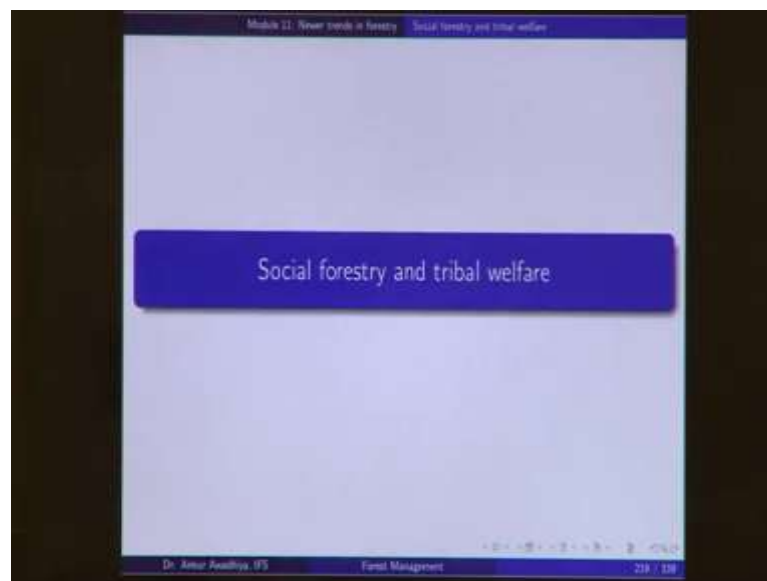 Module 11: Newer trends in forestry Social forestry and tribal welfare
Social forestry and tribal welfare
Dr. Ankur Awadhiya, IFS Forest Management